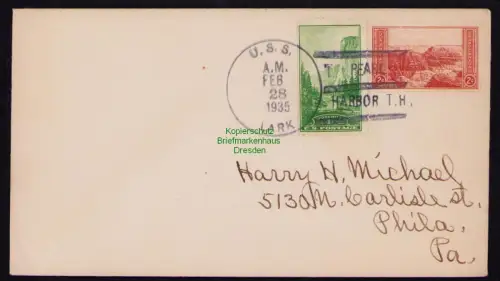 U.S.S.
A.M.
FEB
28
1935
LARK
PEARL
HARBOR T.H.
U.S. POSTAGE
Kopierschutz
Briefmarkenhaus
Dresden
Harry H. Michael
5130 N. Carlisle st.
Phila.
Pa.